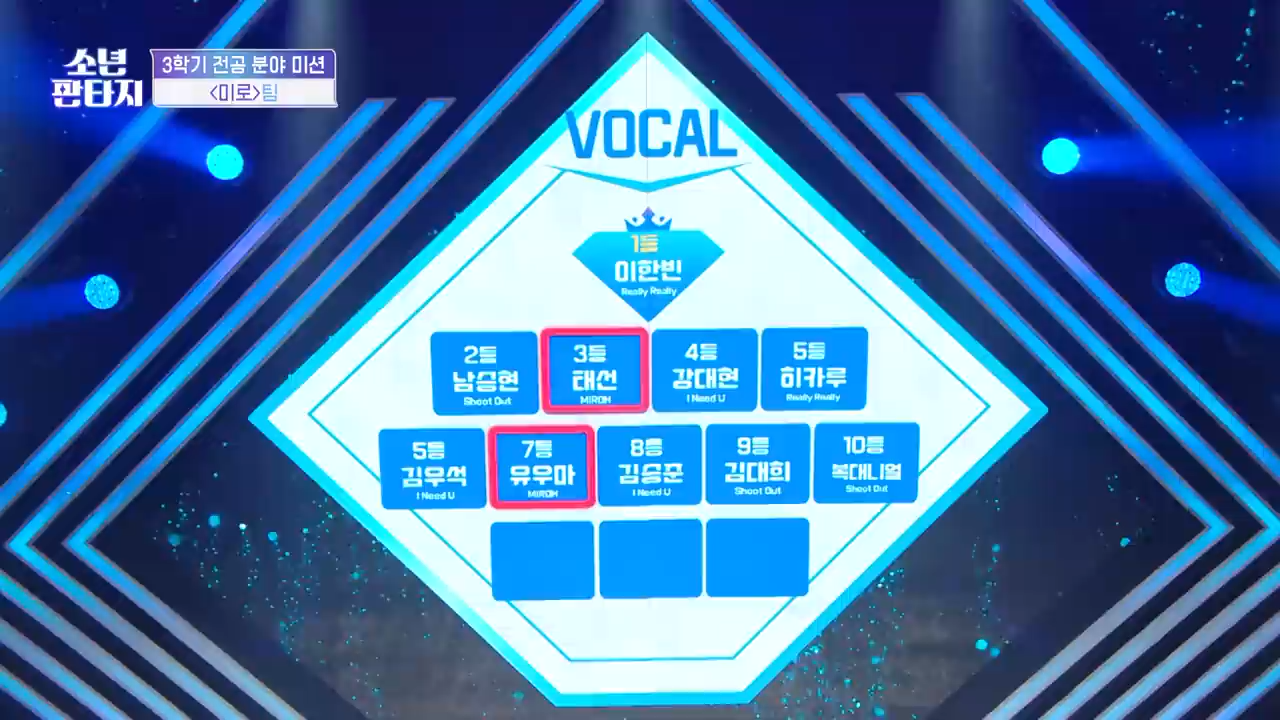 소년
판타지
3학기 전공 분야 미션
<미로>팀
VOCAL
1등
이한빈
Really Really
2등
남승현
Shoot Out
3등
태선
MIROH
4등
강대현
I Need U
5등
히카루
Really Really
5등
김우석
I Need U
7등
유우마
MIROH
8등
김승준
I Need U
9등
김대희
Shoot Out
10등
복대니얼
Shoot Out